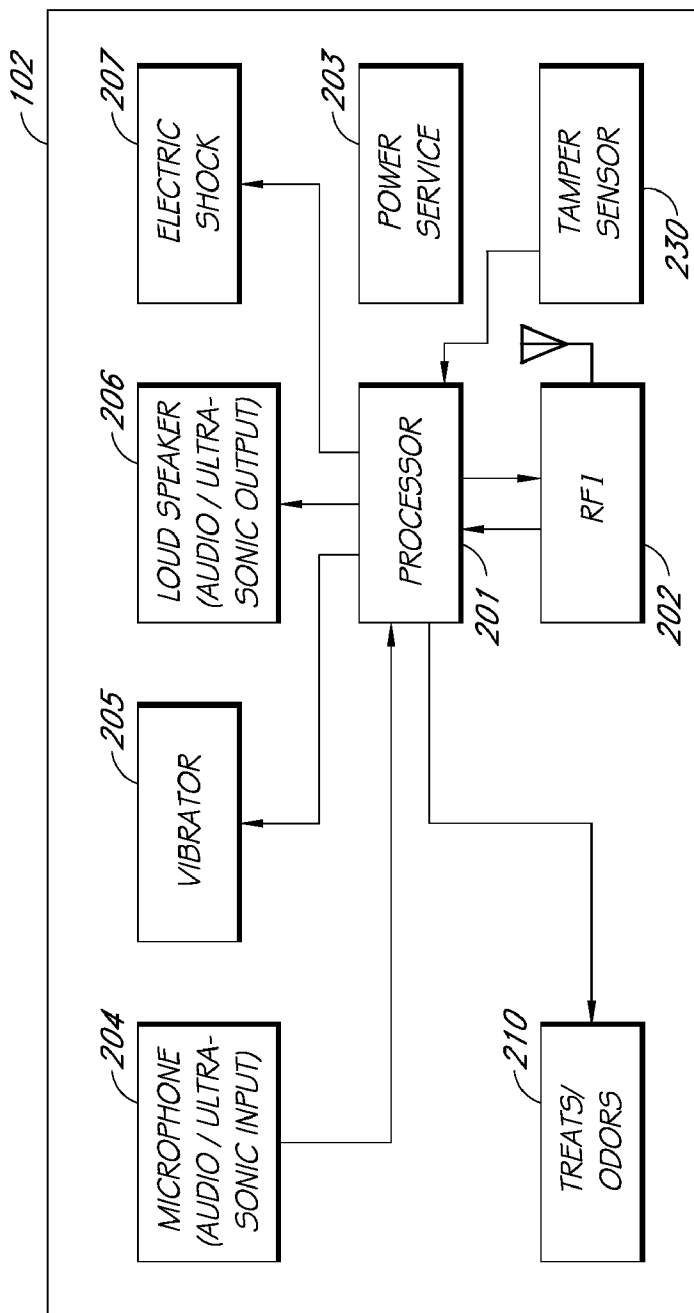 102
204
MICROPHONE
(AUDIO / ULTRA-
SONIC INPUT)
205
VIBRATOR
206
LOUD SPEAKER
(AUDIO / ULTRA-
SONIC OUTPUT)
207
ELECTRIC
SHOCK
PROCESSOR
201
203
POWER
SERVICE
210
TREATS/
ODORS
RF1
202
TAMPER
SENSOR
230